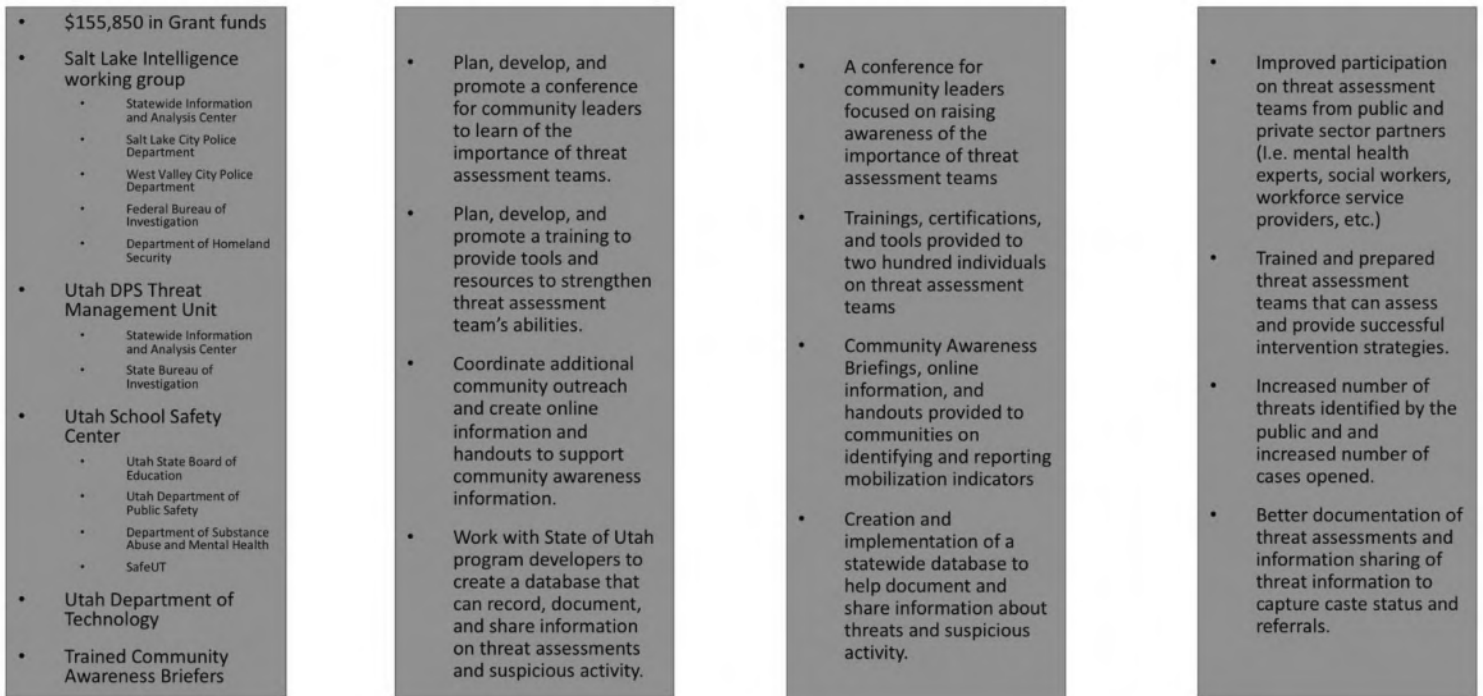 • $155,850 in Grant funds
• Salt Lake Intelligence
working group
• Statewide Information
and Analysis Center
• Salt Lake City Police
Department
• West Valley City Police
Department
• Federal Bureau of
Investigation
• Department of Homeland
Security
• Utah DPS Threat
Management Unit
• Statewide Information
and Analysis Center
• State Bureau of
Investigation
• Utah School Safety
Center
• Utah State Board of
Education
• Utah Department of
Public Safety
• Department of Substance
Abuse and Mental Health
• SafeUT
• Utah Department of
Technology
• Trained Community
Awareness Briefers
• Plan, develop, and
promote a conference
for community leaders
to learn of the
importance of threat
assessment teams.
• Plan, develop, and
promote a training to
provide tools and
resources to strengthen
threat assessment
team’s abilities.
• Coordinate additional
community outreach
and create online
information and
handouts to support
community awareness
information.
• Work with State of Utah
program developers to
create a database that
can record, document,
and share information
on threat assessments
and suspicious activity.
• A conference for
community leaders
focused on raising
awareness of the
importance of threat
assessment teams
• Trainings, certifications,
and tools provided to
two hundred individuals
on threat assessment
teams
• Community Awareness
Briefings, online
information, and
handouts provided to
communities on
identifying and reporting
mobilization indicators
• Creation and
implementation of a
statewide database to
help document and
share information about
threats and suspicious
activity.
• Improved participation
on threat assessment
teams from public and
private sector partners
(I.e. mental health
experts, social workers,
workforce service
providers, etc.)
• Trained and prepared
threat assessment
teams that can assess
and provide successful
intervention strategies.
• Increased number of
threats identified by the
public and and
increased number of
cases opened.
• Better documentation of
threat assessments and
information sharing of
threat information to
capture caste status and
referrals.